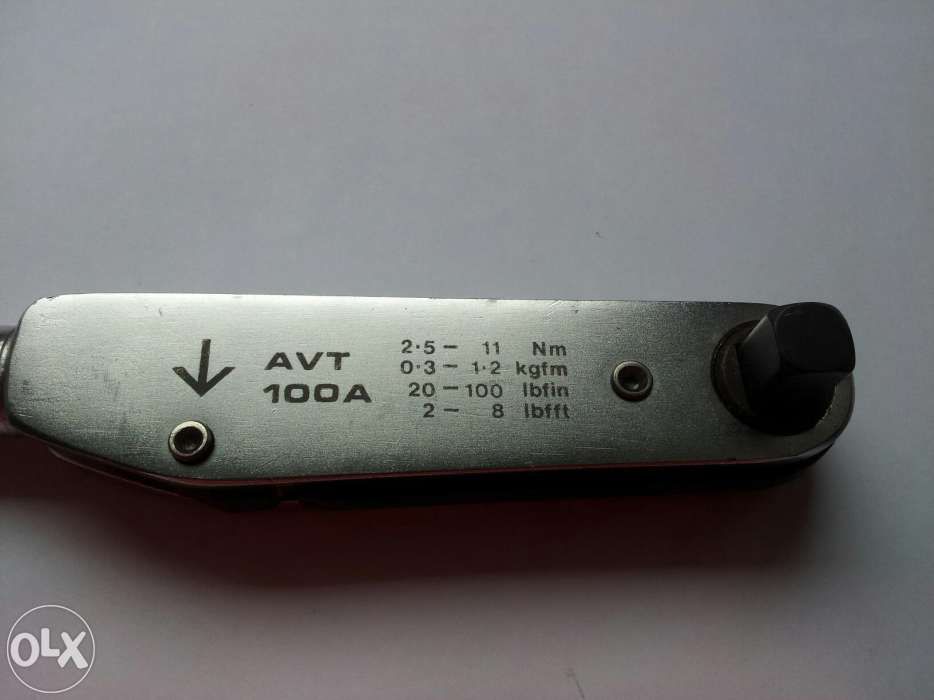 AVT
100A
2·5 – 11 Nm
0·3 – 1·2 kgfm
20 – 100 lbfin
2 – 8 lbfft
OLX